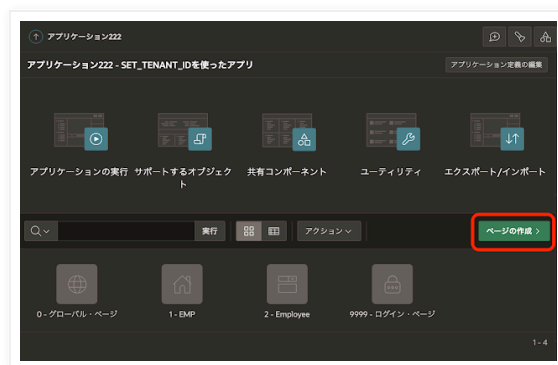 アプリケーション222
アプリケーション222 - SET_TENANT_IDを使ったアプリ
アプリケーション定義の編集
アプリケーションの実行
サポートするオブジェクト
共有コンポーネント
ユーティリティ
エクスポート/インポート
実行
アクション
ページの作成
0 - グローバル・ページ
1 - EMP
2 - Employee
9999 - ログイン・ページ
1 - 4